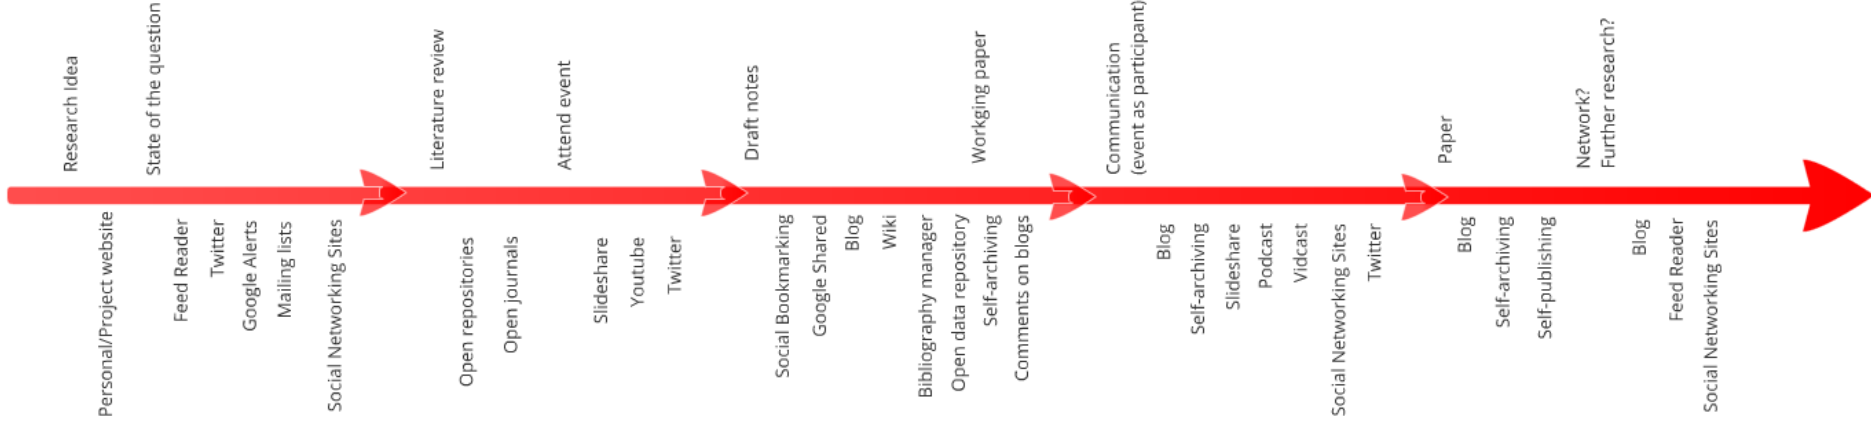 Research Idea
State of the question
Literature review
Attend event
Draft notes
Workging paper
Communication
(event as participant)
Paper
Network?
Further research?
Personal/Project website
Feed Reader
Twitter
Google Alerts
Mailing lists
Social Networking Sites
Open repositories
Open journals
Slideshare
Youtube
Twitter
Social Bookmarking
Google Shared
Blog
Wiki
Bibliography manager
Open data repository
Self-archiving
Comments on blogs
Blog
Self-archiving
Slideshare
Podcast
Vidcast
Social Networking Sites
Twitter
Blog
Self-archiving
Self-publishing
Blog
Feed Reader
Social Networking Sites